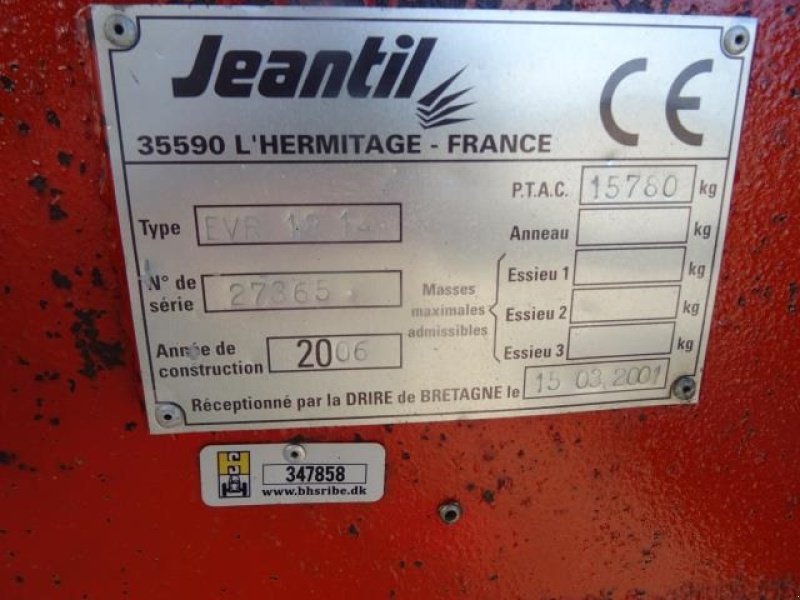 Jeantil
CE
35590 L'HERMITAGE - FRANCE
P.T.A.C. 15780 kg
Type EVR 12 14
Anneau kg
N° de série 27365
Masses maximales admissibles
Essieu 1 kg
Essieu 2 kg
Essieu 3 kg
Année de construction 2006
Réceptionné par la DRIRE de BRETAGNE le 15 03.2001
347858
www.bhsribe.dk